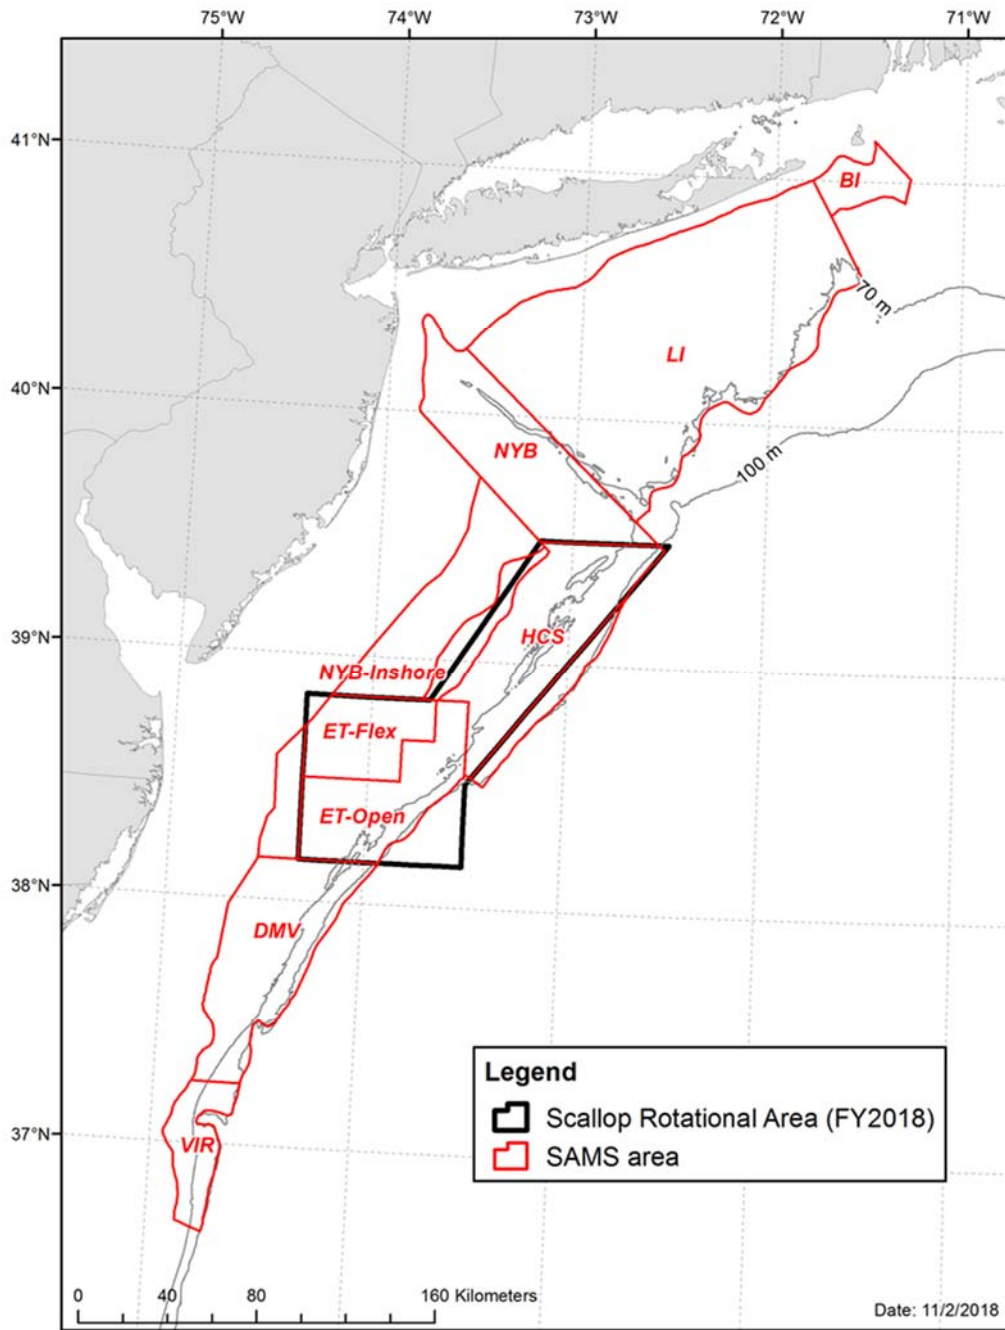 75°W 74°W 73°W 72°W 71°W
41°N
BI
70 m
LI
40°N
100 m
NYB
39°N
HCS
NYB-Inshore
ET-Flex
ET-Open
38°N
DMV
Legend
Scallop Rotational Area (FY2018)
37°N
VIR
SAMS area
0 40 80 160 Kilometers
Date: 11/2/2018